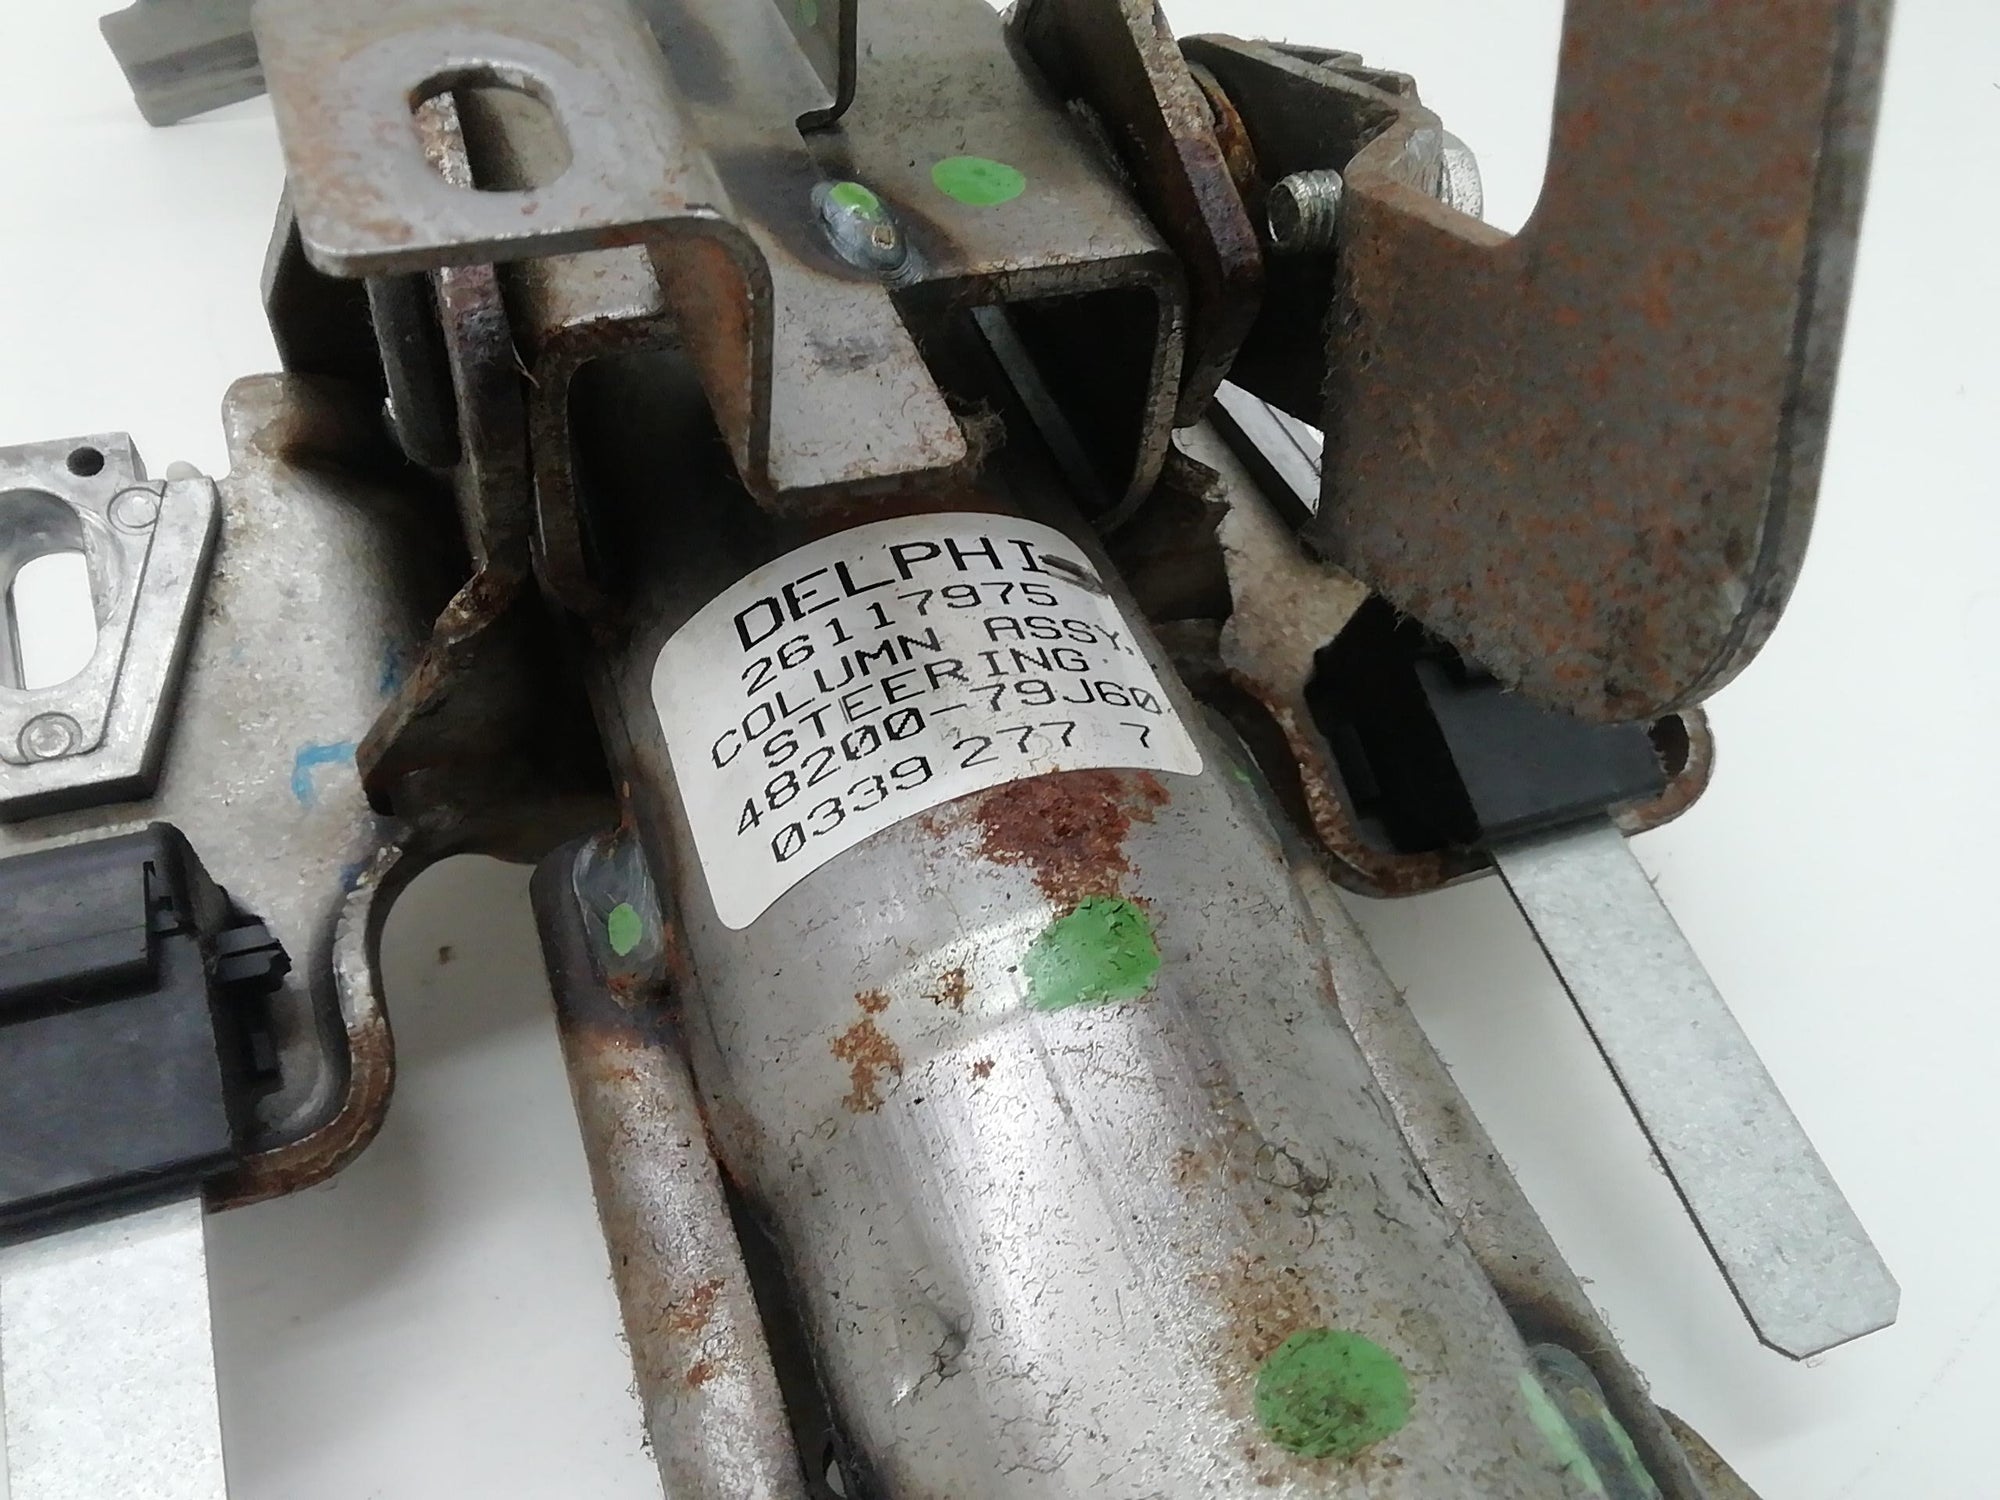 DELPHI
26117975
COLUMN ASSY,
STEERING
48200-79J60
0339 277 7